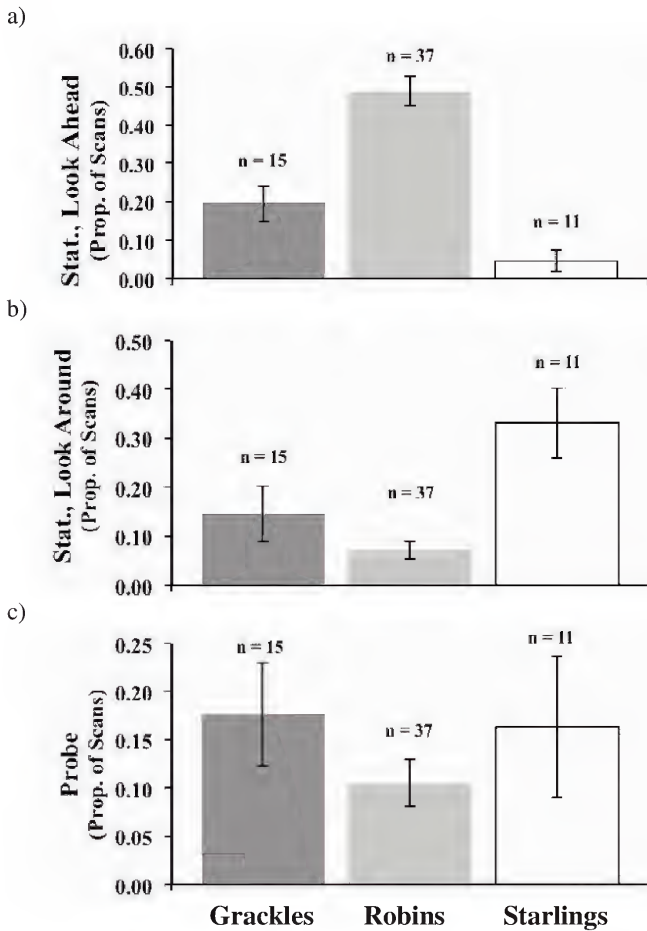 a)
Stat., Look Ahead
(Prop. of Scans)
0.60
0.50
0.40
0.30
0.20
0.10
0.00
n = 15
n = 37
n = 11
b)
Stat., Look Around
(Prop. of Scans)
0.50
0.40
0.30
0.20
0.10
0.00
n = 15
n = 37
n = 11
c)
Probe
(Prop. of Scans)
0.25
0.20
0.15
0.10
0.05
0.00
n = 15
n = 37
n = 11
Grackles Robins Starlings